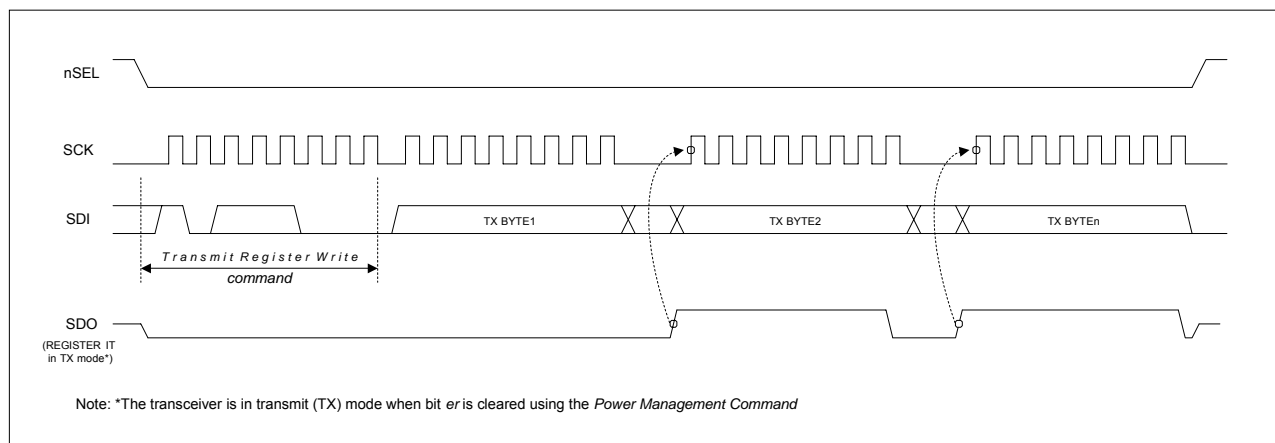 nSEL
SCK
SDI
TX BYTE1
TX BYTE2
TX BYTEn
Transmit Register Write
command
SDO
(REGISTER IT
in TX mode*)
Note: *The transceiver is in transmit (TX) mode when bit er is cleared using the Power Management Command